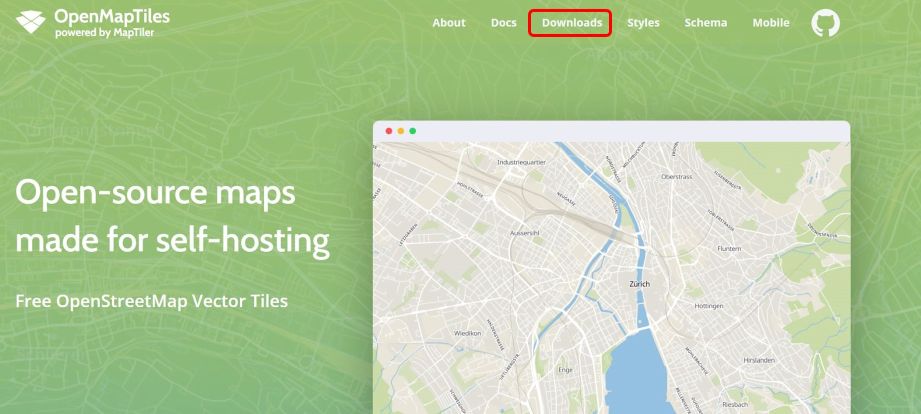 OpenMapTiles
powered by MapTiler
About Docs Downloads Styles Schema Mobile
Open-source maps
made for self-hosting
Free OpenStreetMap Vector Tiles
Industriequartier
Oberstrass
Aussersihl
Fluntern
Zürich
Hottingen
Wiedikon
Hirslanden
Enge
Riesbach